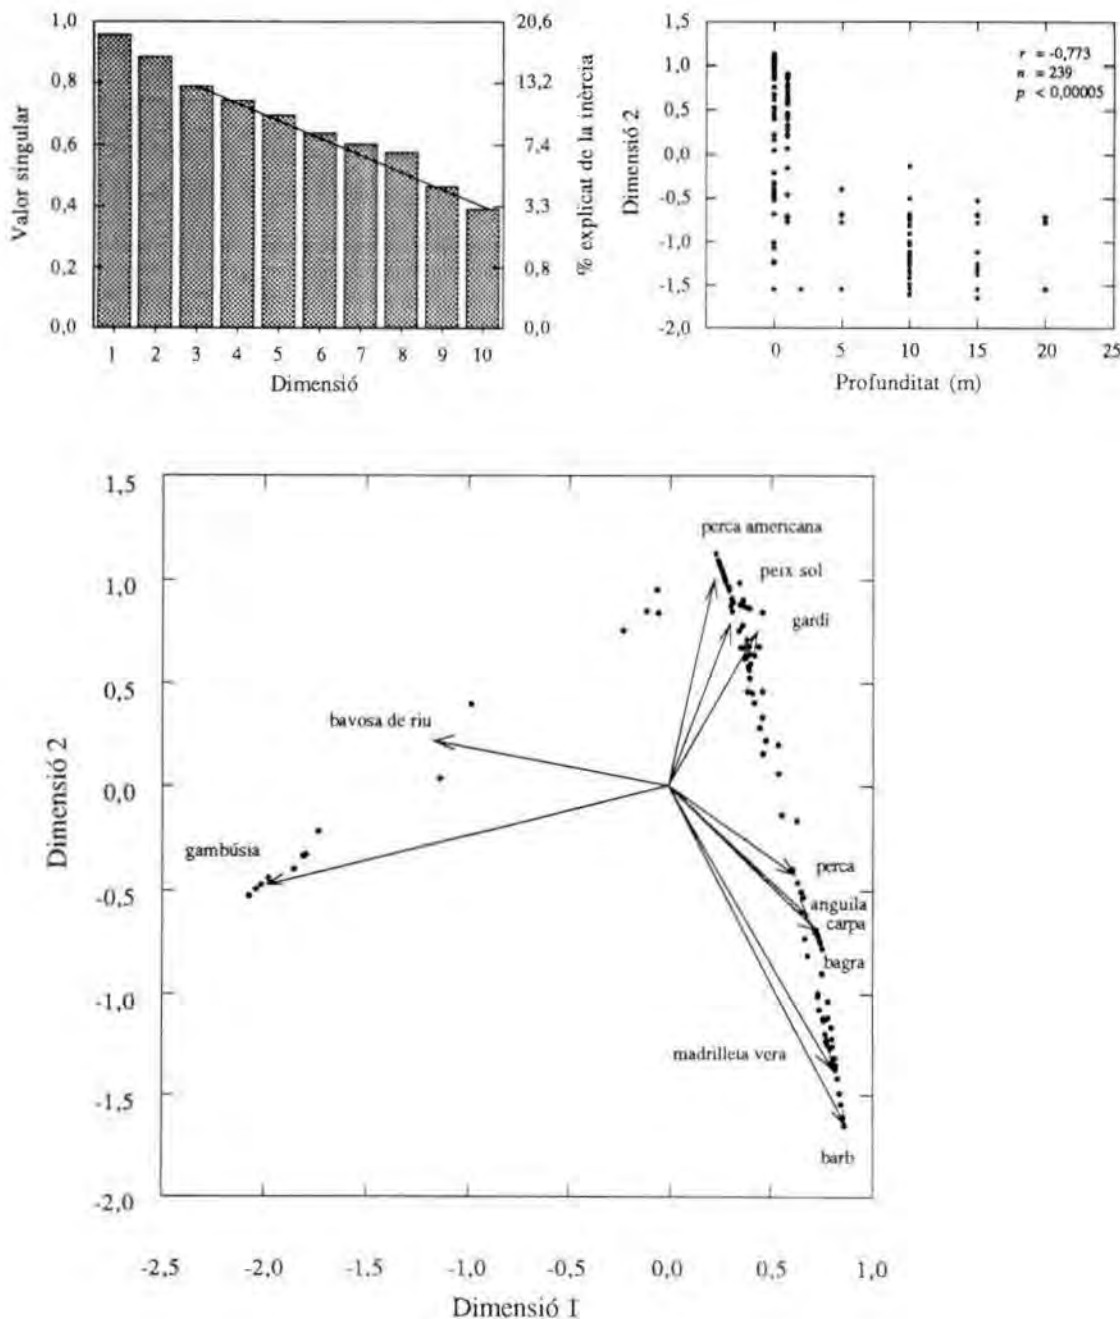 1,0
0,8
0,6
0,4
0,2
0,0
Valor singular
20,6
13,2
7,4
3,3
0,8
0,0
% explicat de la inèrcia
1 2 3 4 5 6 7 8 9 10
Dimensió
1,5
1,0
0,5
0,0
-0,5
-1,0
-1,5
-2,0
Dimensió 2
r = -0,773
n = 239
p < 0,00005
0 5 10 15 20 25
Profunditat (m)
1,5
1,0
0,5
0,0
-0,5
-1,0
-1,5
-2,0
Dimensió 2
perca americana
peix sol
gardí
bavosa de riu
gambúsia
perca
anguila
carpa
bagra
madrilleta vera
barb
-2,5 -2,0 -1,5 -1,0 -0,5 0,0 0,5 1,0
Dimensió 1